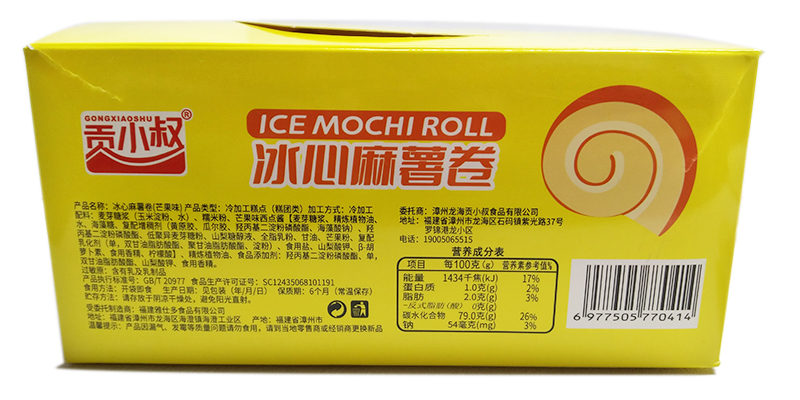 GONGXIAOSHU
®
贡小叔
ICE MOCHI ROLL
冰心麻薯卷
产品名称：冰心麻薯卷(芒果味) 产品类型：冷加工糕点（糕团类）加工方式：冷加工
配料：麦芽糖浆（玉米淀粉、水）、糯米粉、芒果味西点酱【麦芽糖浆、精炼植物油、
水、海藻糖、复配增稠剂（黄原胶、瓜尔胶、羟丙基二淀粉磷酸酯、海藻酸钠）、羟
丙基二淀粉磷酸酯、低聚异麦芽糖粉、山梨糖醇液、全脂乳粉、甘油、芒果粉、复配
乳化剂（单，双甘油脂肪酸酯、聚甘油脂肪酸酯、淀粉）、食用盐、山梨酸钾、β-胡
萝卜素、食用香精、柠檬酸】、精炼植物油、食品添加剂：羟丙基二淀粉磷酸酯，单，
双甘油脂肪酸酯、山梨酸钾、食用香精。
过敏原：含有乳及乳制品
产品执行标准号：GB/T 20977 食品生产许可证号：SC12435068101191
食用方法：开袋即食 生产日期：见包装（年/月/日） 保质期：6个月（常温保存）
贮存方法：请存放于阴凉干燥处，避免阳光直射。
受委托制造商：福建雅仕多食品有限公司
地址：福建省漳州市龙海区海澄镇海澄工业区 产地：福建省漳州市
温馨提示：产品因漏气、发霉等质量问题请勿食用，请到当地零售商或经销商更换新品
委托商：漳州龙海贡小叔食品有限公司
地址：福建省漳州市龙海区石码镇紫光路37号
罗锦港龙小区
电话：19005065515
营养成分表
项目 每100克(g) 营养素参考值%
能量 1434千焦(kJ) 17%
蛋白质 1.0克(g) 2%
脂肪 2.0克(g) 3%
-反式脂肪（酸） 0克(g)
碳水化合物 79.0克(g) 26%
钠 54毫克(mg) 3%
6 977505 770414